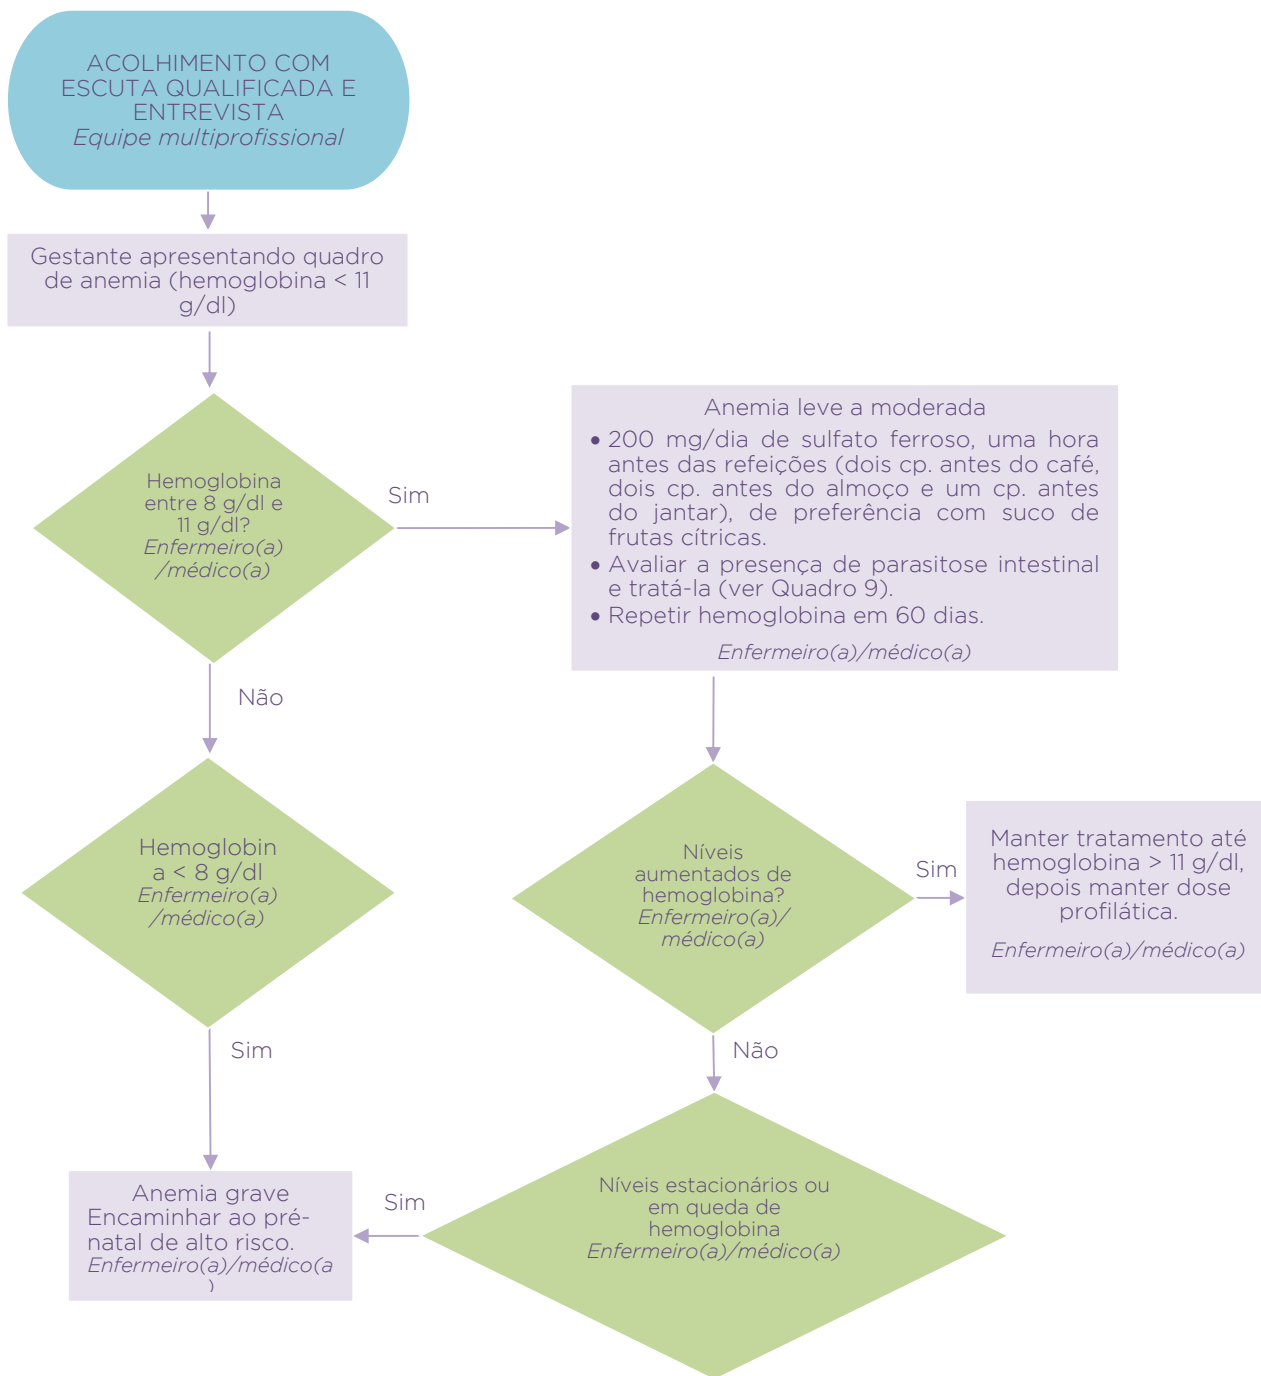 ACOLHIMENTO COM
ESCUTA QUALIFICADA E
ENTREVISTA
Equipe multiprofissional
Gestante apresentando quadro
de anemia (hemoglobina < 11
g/dl)
Hemoglobina
entre 8 g/dl e
11 g/dl?
Enfermeiro(a)
/médico(a)
Sim
Anemia leve a moderada
• 200 mg/dia de sulfato ferroso, uma hora
antes das refeições (dois cp. antes do café,
dois cp. antes do almoço e um cp. antes
do jantar), de preferência com suco de
frutas cítricas.
• Avaliar a presença de parasitose intestinal
e tratá-la (ver Quadro 9).
• Repetir hemoglobina em 60 dias.
Enfermeiro(a)/médico(a)
Não
Hemoglobin
a < 8 g/dl
Enfermeiro(a)
/médico(a)
Níveis
aumentados de
hemoglobina?
Enfermeiro(a)/
médico(a)
Sim
Manter tratamento até
hemoglobina > 11 g/dl,
depois manter dose
profilática.
Enfermeiro(a)/médico(a)
Sim
Não
Anemia grave
Encaminhar ao pré-
natal de alto risco.
Enfermeiro(a)/médico(a
)
Sim
Níveis estacionários ou
em queda de
hemoglobina
Enfermeiro(a)/médico(a)